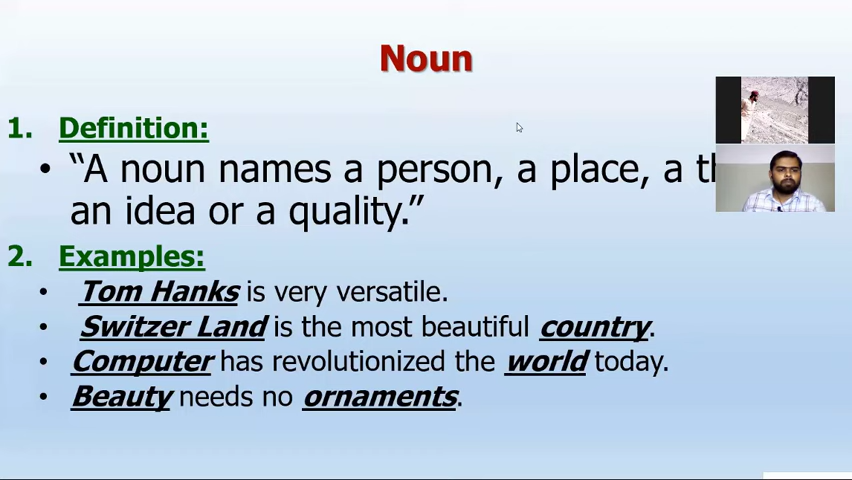 Noun
1. Definition:
• “A noun names a person, a place, a
an idea or a quality.”
2. Examples:
• Tom Hanks is very versatile.
• Switzer Land is the most beautiful country.
• Computer has revolutionized the world today.
• Beauty needs no ornaments.